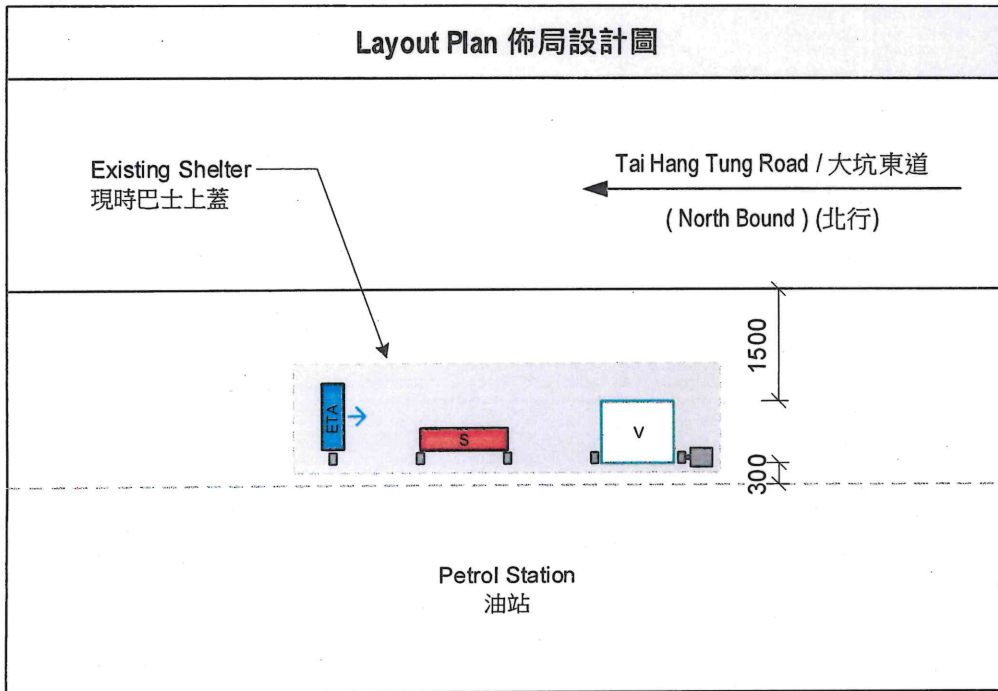 Layout Plan 佈局設計圖
Existing Shelter
現時巴士上蓋
Tai Hang Tung Road / 大坑東道
( North Bound ) (北行)
1500
ETA
S
V
300
Petrol Station
油站